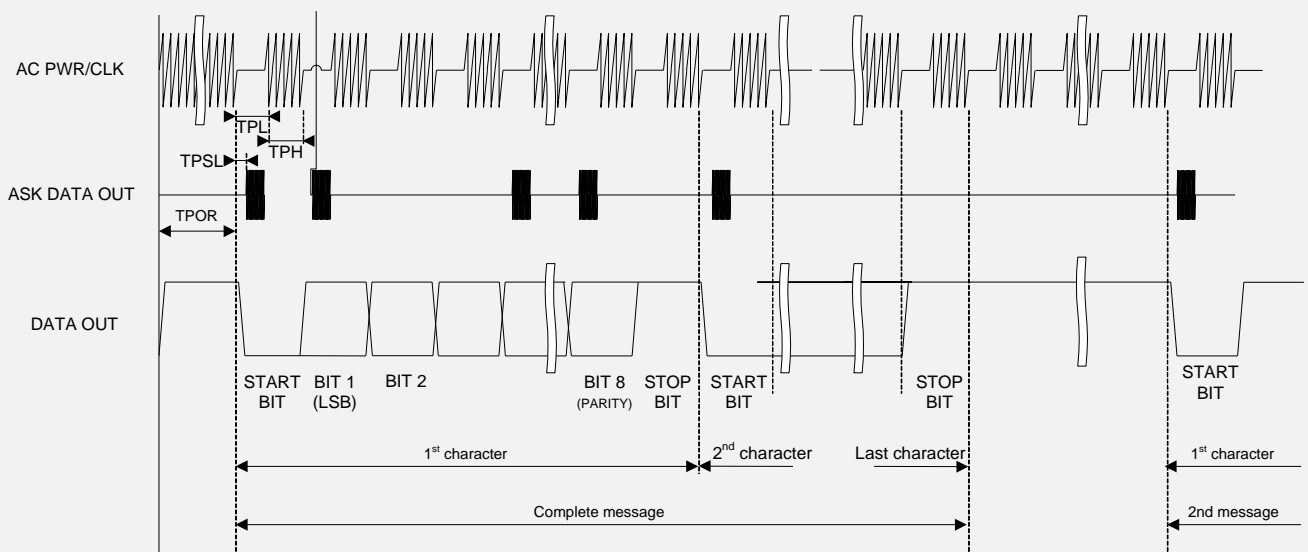 AC PWR/CLK
TPL
TPH
TPSL
ASK DATA OUT
TPOR
DATA OUT
START
BIT
BIT 1
(LSB)
BIT 2
BIT 8
(PARITY)
STOP
BIT
START
BIT
STOP
BIT
START
BIT
1st character
2nd character
Last character
1st character
Complete message
2nd message